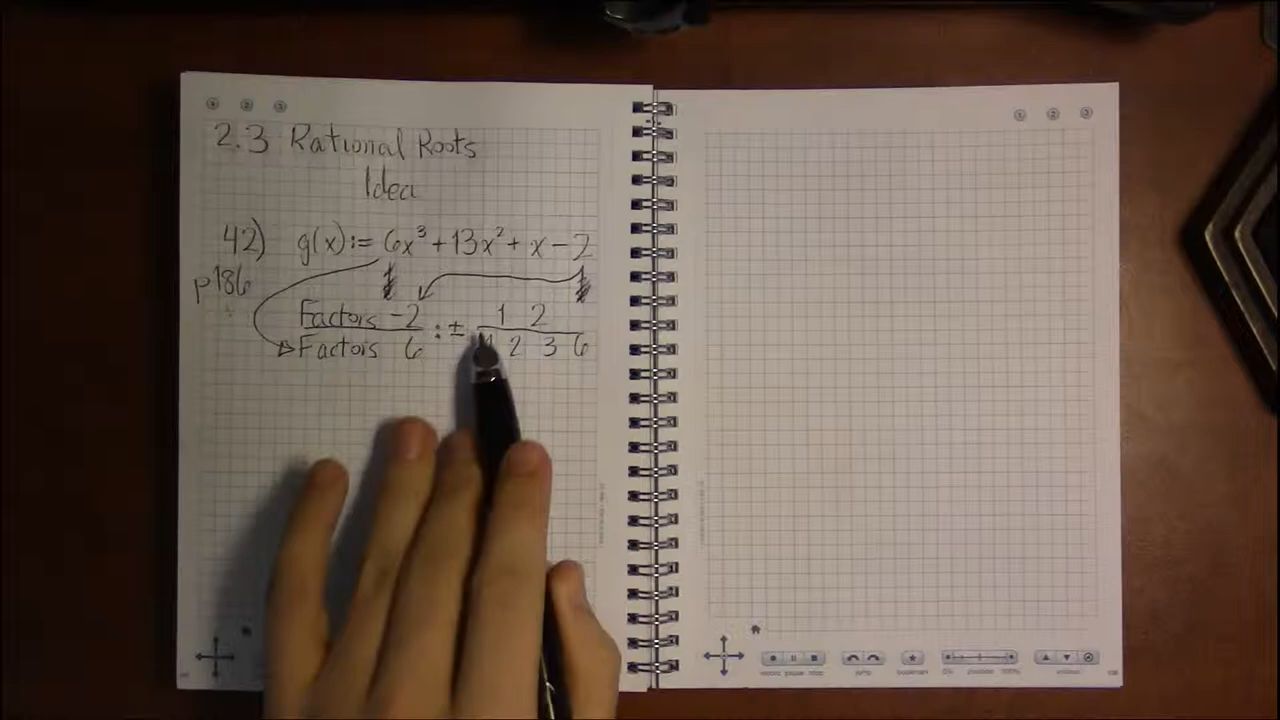 2.3 Rational Roots
Idea
42) g(x):= 6x³ + 13x² + x − 2
p186
Factors −2 : ± 1 2
Factors 6 1 2 3 6